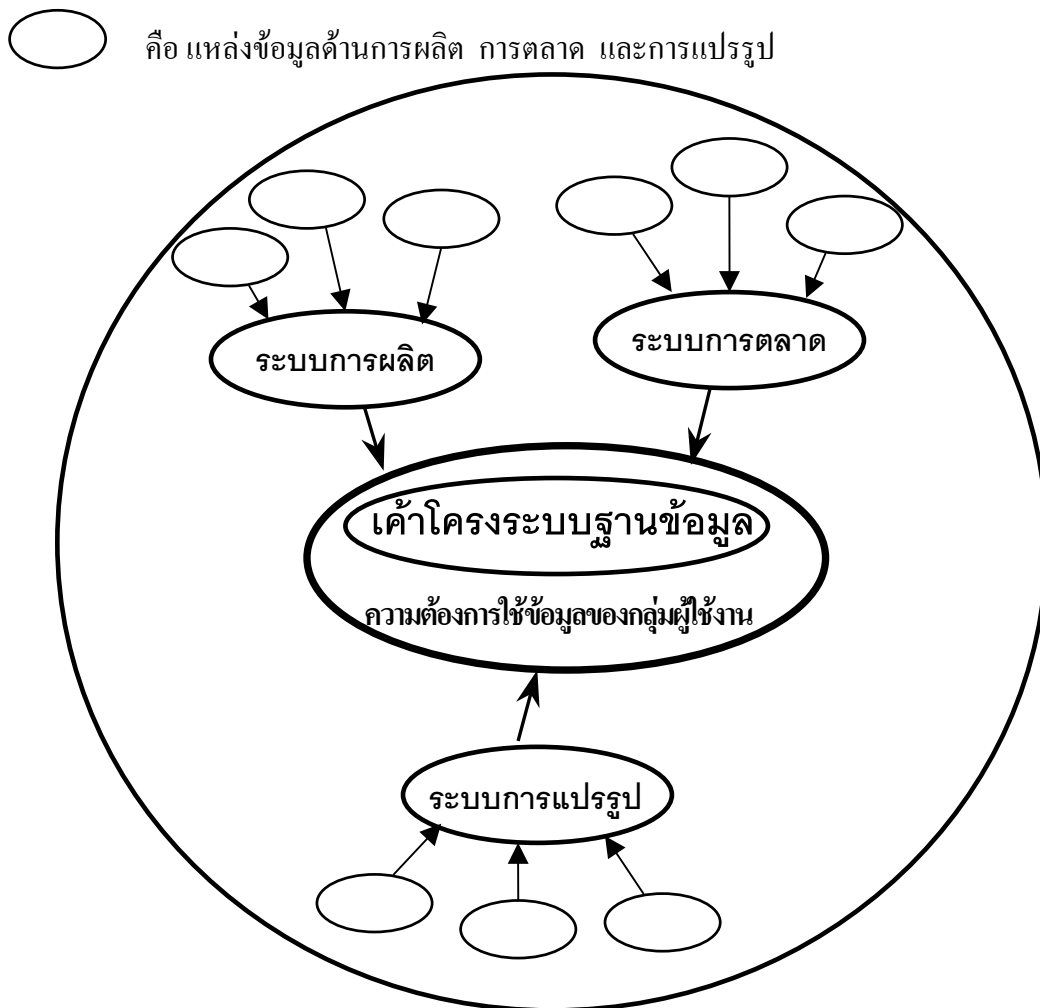 คือ แหล่งข้อมูลด้านการผลิต การตลาด และการแปรรูป
ระบบการผลิต
ระบบการตลาด
เค้าโครงระบบฐานข้อมูล
ความต้องการใช้ข้อมูลของกลุ่มผู้ใช้งาน
ระบบการแปรรูป